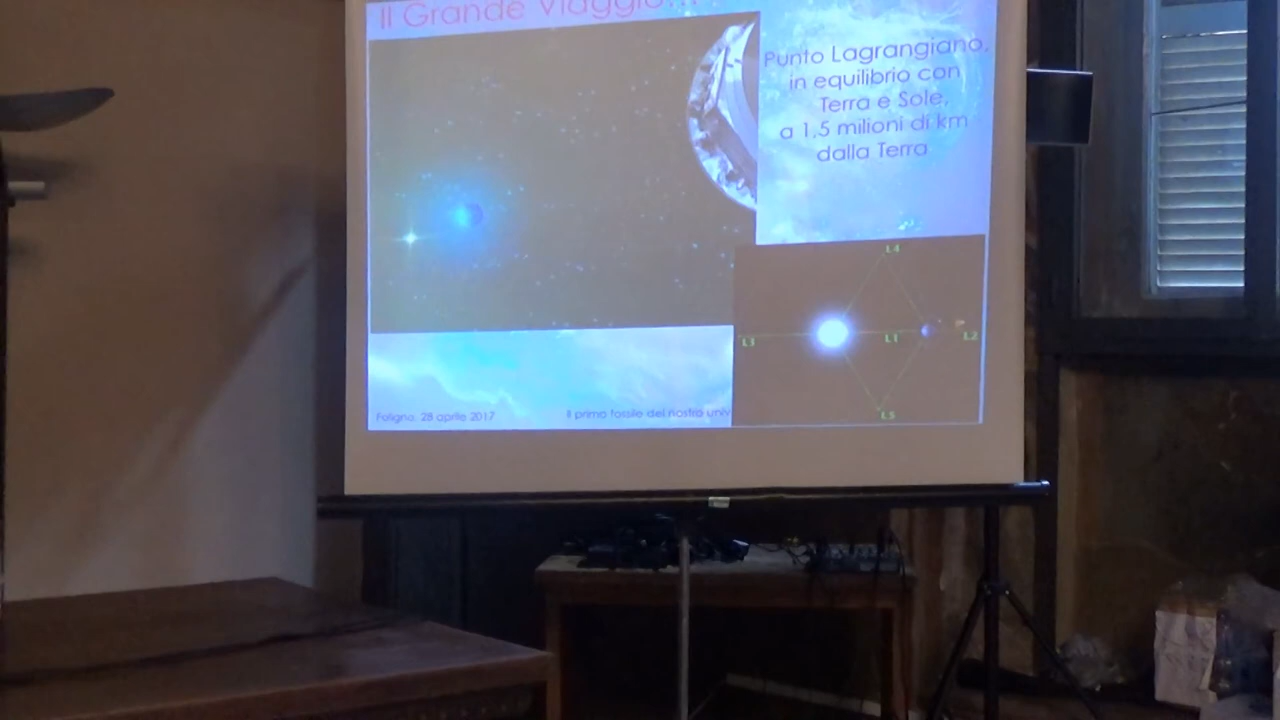 Il Grande Viaggio...
Punto Lagrangiano,
in equilibrio con
Terra e Sole,
a 1,5 milioni di km
dalla Terra
L4
L3
L1
L2
L5
Foligno, 28 aprile 2017
Il primo fossile del nostro univ